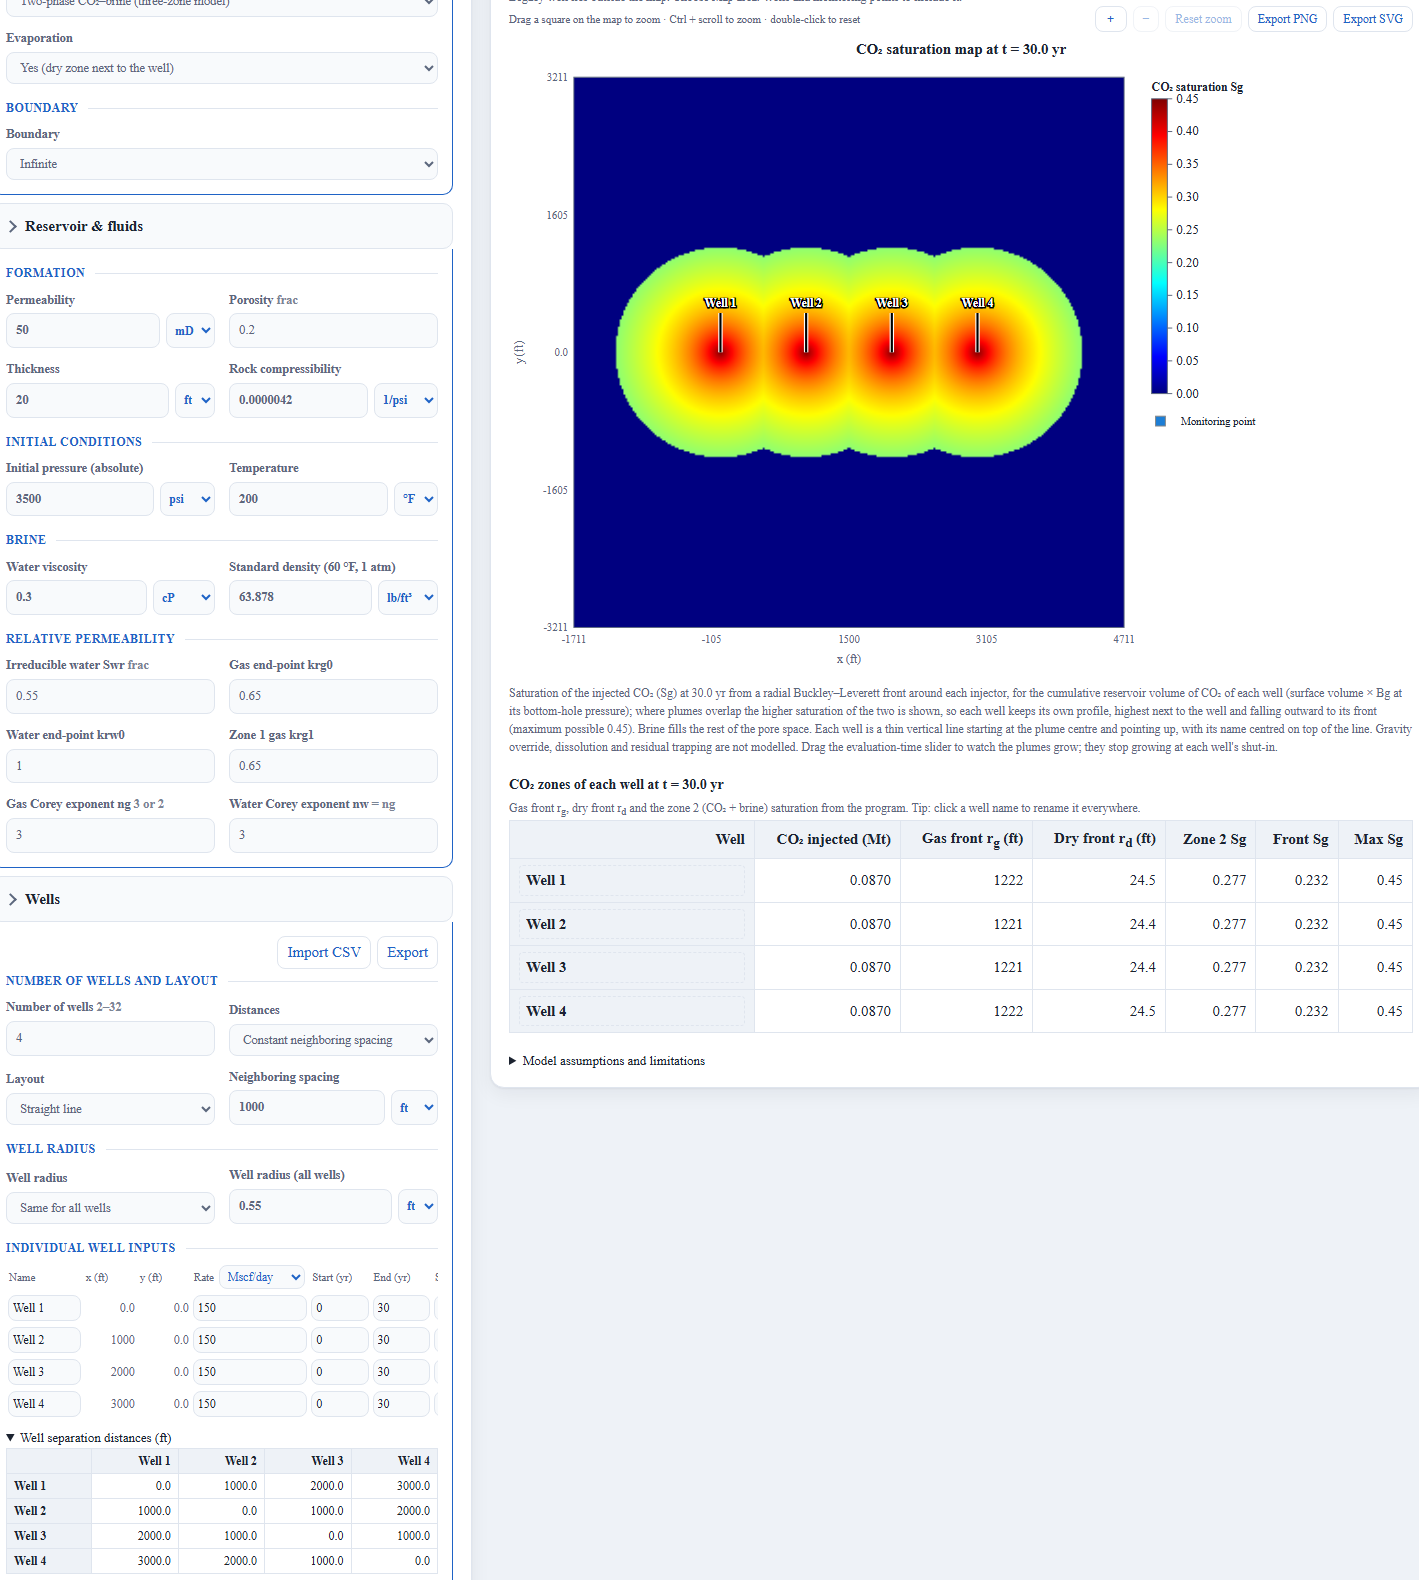 Two-phase CO₂–brine (three-zone model)
Evaporation
Yes (dry zone next to the well)
BOUNDARY
Boundary
Infinite
Reservoir & fluids
FORMATION
Permeability
Porosity frac
50
mD
0.2
Thickness
Rock compressibility
20
ft
0.0000042
1/psi
INITIAL CONDITIONS
Initial pressure (absolute)
Temperature
3500
psi
200
°F
BRINE
Water viscosity
Standard density (60 °F, 1 atm)
0.3
cP
63.878
lb/ft³
RELATIVE PERMEABILITY
Irreducible water Swr frac
Gas end-point krg0
0.55
0.65
Water end-point krw0
Zone 1 gas krg1
1
0.65
Gas Corey exponent ng 3 or 2
Water Corey exponent nw = ng
3
3
Wells
Import CSV
Export
NUMBER OF WELLS AND LAYOUT
Number of wells 2–32
Distances
4
Constant neighboring spacing
Layout
Neighboring spacing
Straight line
1000
ft
WELL RADIUS
Well radius
Well radius (all wells)
Same for all wells
0.55
ft
INDIVIDUAL WELL INPUTS
Name x (ft) y (ft) Rate Mscf/day Start (yr) End (yr)
Well 1 0.0 0.0 150 0 30
Well 2 1000 0.0 150 0 30
Well 3 2000 0.0 150 0 30
Well 4 3000 0.0 150 0 30
Well separation distances (ft)
Well 1 Well 2 Well 3 Well 4
Well 1 0.0 1000.0 2000.0 3000.0
Well 2 1000.0 0.0 1000.0 2000.0
Well 3 2000.0 1000.0 0.0 1000.0
Well 4 3000.0 2000.0 1000.0 0.0
Drag a square on the map to zoom · Ctrl + scroll to zoom · double-click to reset
+
−
Reset zoom
Export PNG
Export SVG
CO₂ saturation map at t = 30.0 yr
3211
1605
0.0
-1605
-3211
y (ft)
Well 1 Well 2 Well 3 Well 4
-1711 -105 1500 3105 4711
x (ft)
CO₂ saturation Sg
0.45
0.40
0.35
0.30
0.25
0.20
0.15
0.10
0.05
0.00
Monitoring point
Saturation of the injected CO₂ (Sg) at 30.0 yr from a radial Buckley–Leverett front around each injector, for the cumulative reservoir volume of CO₂ of each well (surface volume × Bg at
its bottom-hole pressure); where plumes overlap the higher saturation of the two is shown, so each well keeps its own profile, highest next to the well and falling outward to its front
(maximum possible 0.45). Brine fills the rest of the pore space. Each well is a thin vertical line starting at the plume centre and pointing up, with its name centred on top of the line. Gravity
override, dissolution and residual trapping are not modelled. Drag the evaluation-time slider to watch the plumes grow; they stop growing at each well's shut-in.
CO₂ zones of each well at t = 30.0 yr
Gas front rg, dry front rd and the zone 2 (CO₂ + brine) saturation from the program. Tip: click a well name to rename it everywhere.
Well CO₂ injected (Mt) Gas front rg (ft) Dry front rd (ft) Zone 2 Sg Front Sg Max Sg
Well 1 0.0870 1222 24.5 0.277 0.232 0.45
Well 2 0.0870 1221 24.4 0.277 0.232 0.45
Well 3 0.0870 1221 24.4 0.277 0.232 0.45
Well 4 0.0870 1222 24.5 0.277 0.232 0.45
Model assumptions and limitations